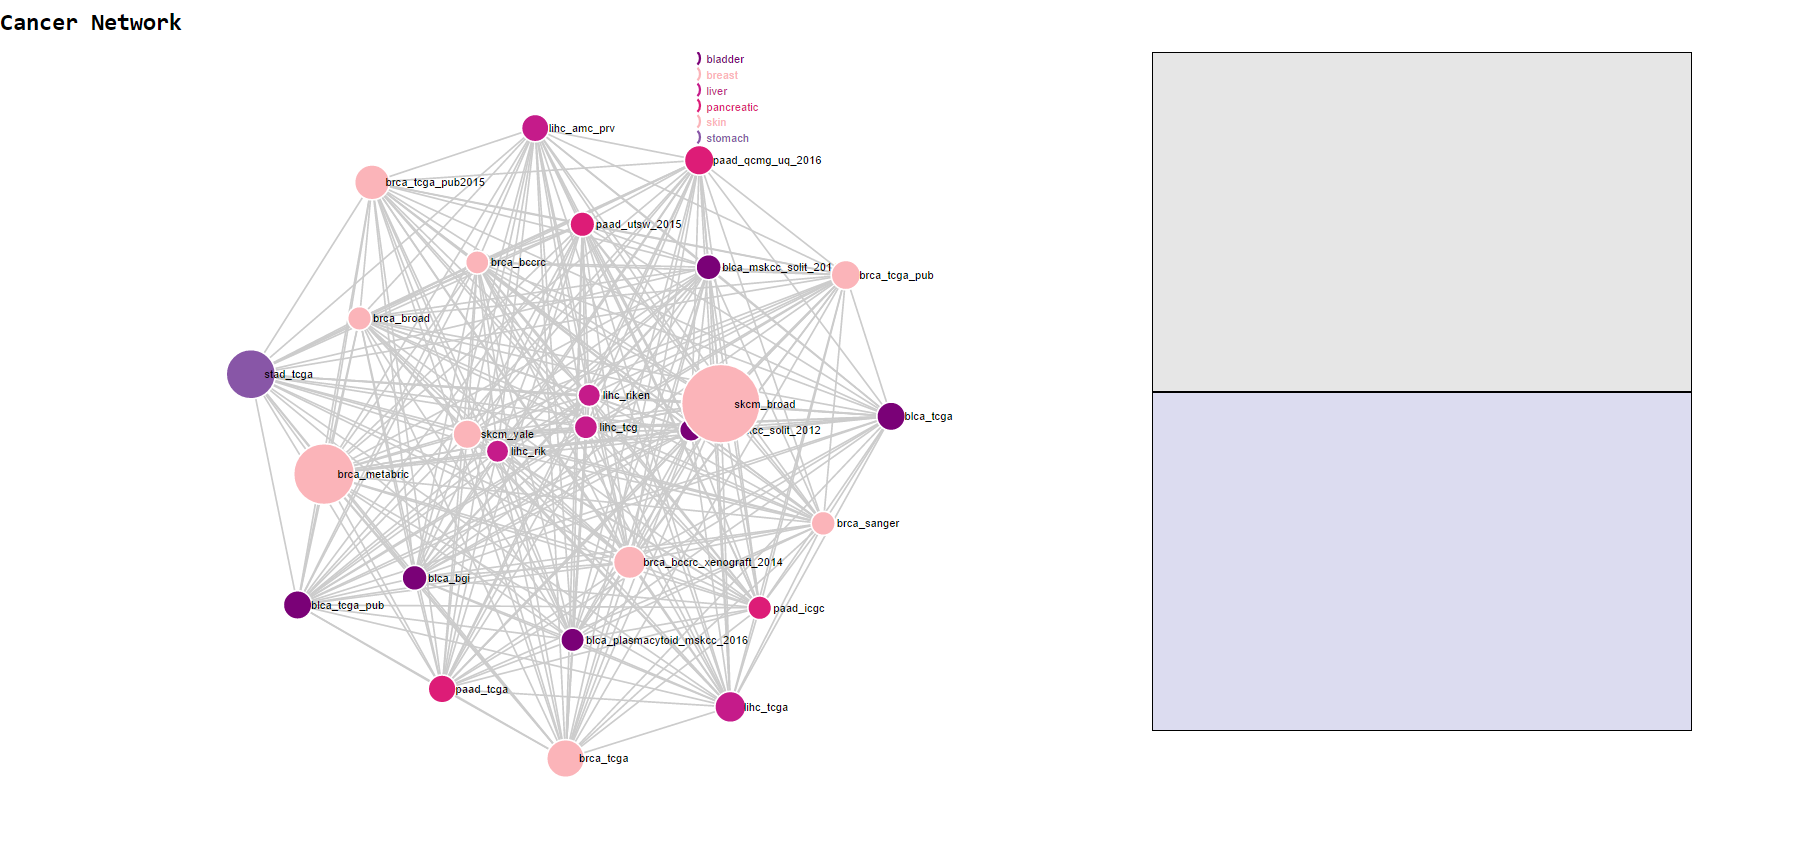 Cancer Network
bladder
breast
liver
pancreatic
skin
stomach
lihc_amc_prv
paad_qcmg_uq_2016
brca_tcga_pub2015
paad_utsw_2015
brca_bccrc
blca_mskcc_solit_201
brca_tcga_pub
brca_broad
stad_tcga
lihc_riken
skcm_broad
blca_tcga
lihc_tcg
cc_solit_2012
skcm_yale
lihc_rik
brca_metabric
brca_sanger
brca_bccrc_xenograft_2014
blca_bgi
blca_tcga_pub
paad_icgc
blca_plasmacytoid_mskcc_2016
paad_tcga
lihc_tcga
brca_tcga